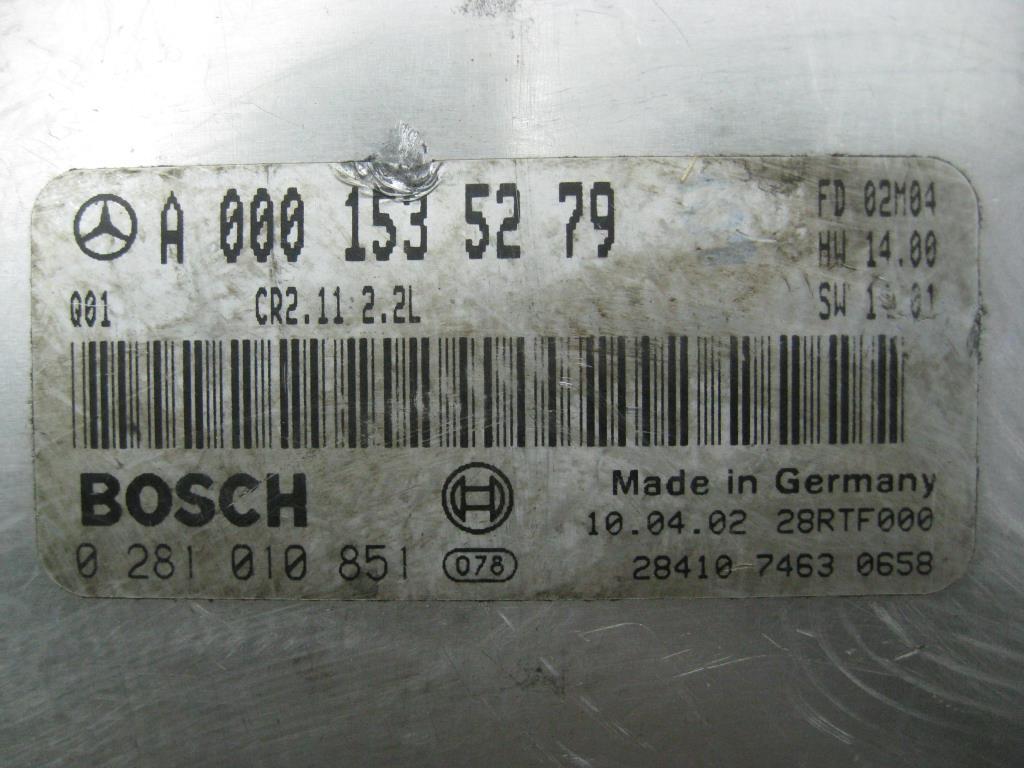 A 000 153 52 79
FD 02M04
HW 14.00
Q01 CR2.11 2.2L
SW
BOSCH
Made in Germany
10.04.02 28RTF000
0 281 010 851
078
28410 7463 0658